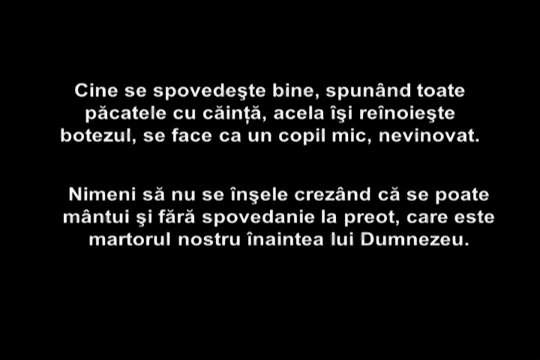 Cine se spovedeşte bine, spunând toate
păcatele cu căinţă, acela îşi reînoieşte
botezul, se face ca un copil mic, nevinovat.
Nimeni să nu se înşele crezând că se poate
mântui şi fără spovedanie la preot, care este
martorul nostru înaintea lui Dumnezeu.